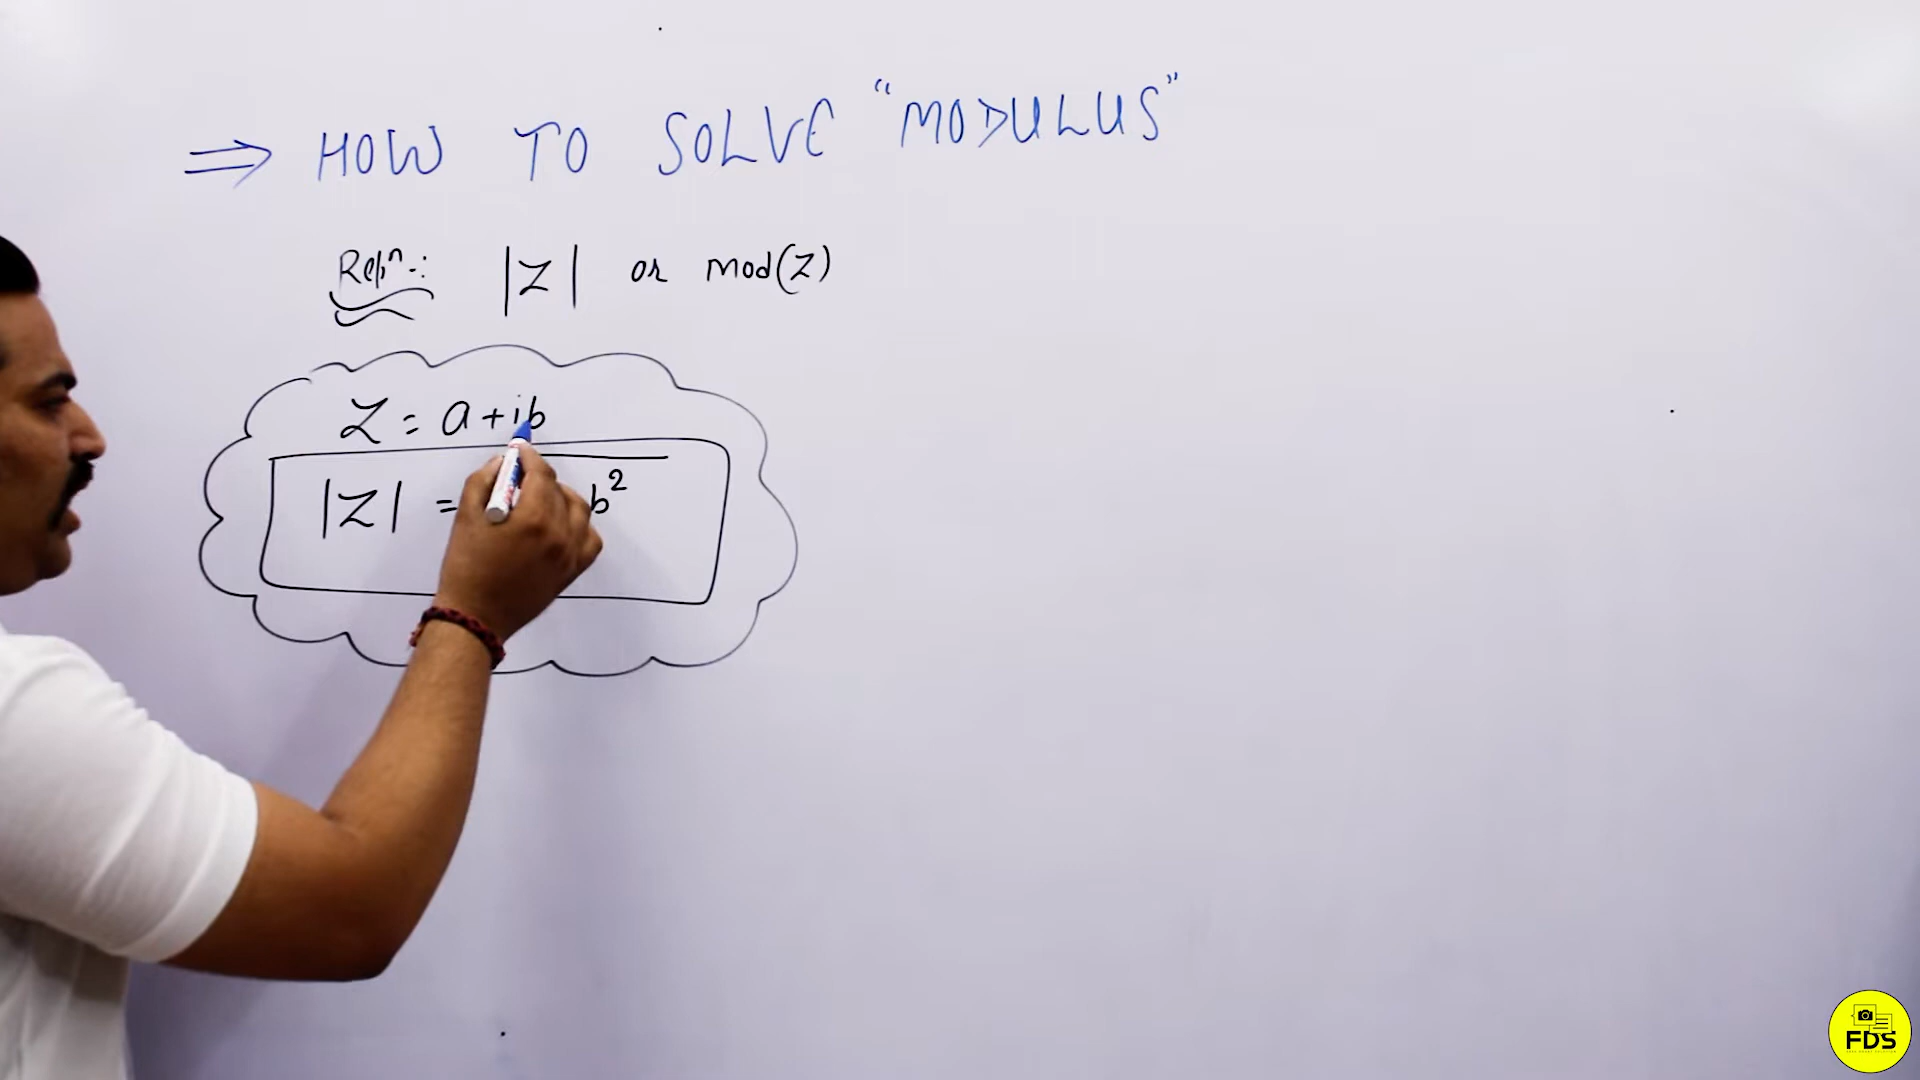 ⇒ HOW TO SOLVE “MODULUS”
Repⁿ.: |Z| or mod(Z)
Z = a+ib
|Z| = b²
FDS